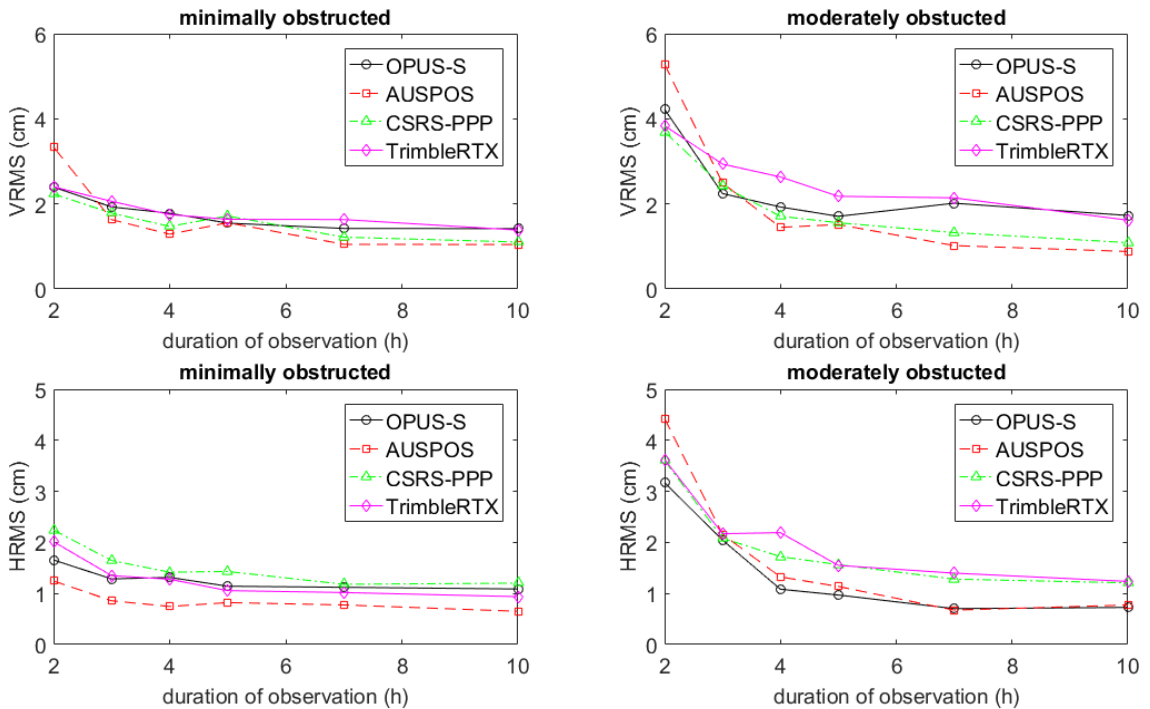 minimally obstructed
6
4
2
0
VRMS (cm)
OPUS-S
AUSPOS
CSRS-PPP
TrimbleRTX
2 4 6 8 10
duration of observation (h)
moderately obstucted
6
4
2
0
VRMS (cm)
OPUS-S
AUSPOS
CSRS-PPP
TrimbleRTX
2 4 6 8 10
duration of observation (h)
minimally obstructed
5
4
3
2
1
0
HRMS (cm)
OPUS-S
AUSPOS
CSRS-PPP
TrimbleRTX
2 4 6 8 10
duration of observation (h)
moderately obstucted
5
4
3
2
1
0
HRMS (cm)
OPUS-S
AUSPOS
CSRS-PPP
TrimbleRTX
2 4 6 8 10
duration of observation (h)